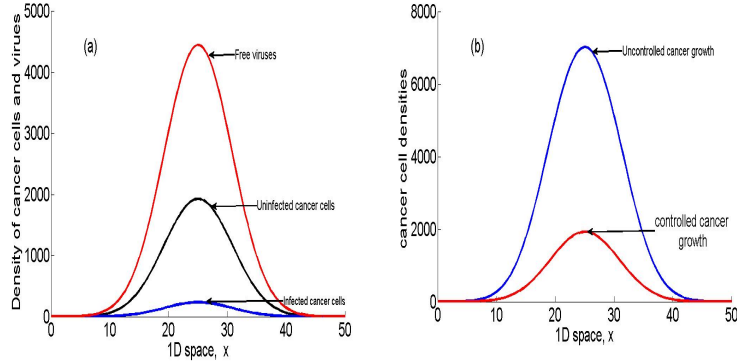 (a)
Density of cancer cells and virues
5000
4000
3000
2000
1000
0
Free viruses
Uninfected cancer cells
Infected cancer cells
0 10 20 30 40 50
1D space, x
(b)
cancer cell densities
8000
6000
4000
2000
0
Uncontrolled cancer growth
controlled cancer
growth
0 10 20 30 40 50
1D space, x